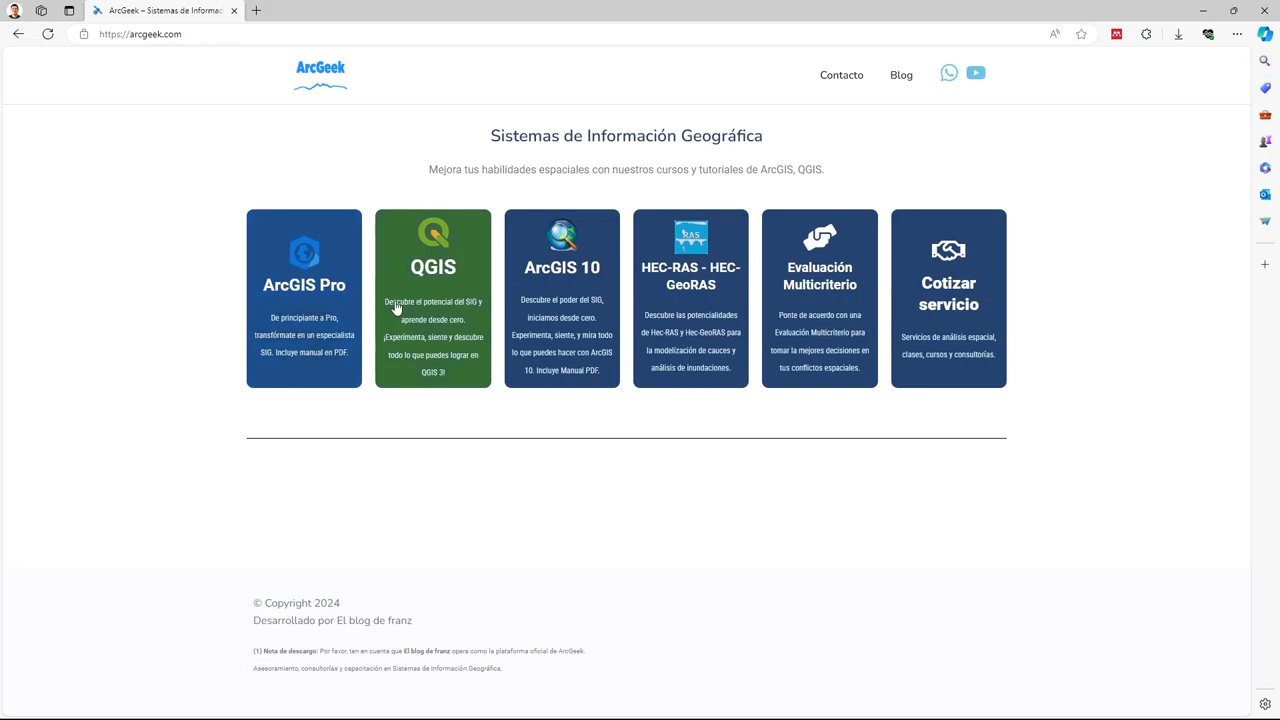 ArcGeek – Sistemas de Informac
https://arcgeek.com
ArcGeek
Contacto
Blog
Sistemas de Información Geográfica
Mejora tus habilidades espaciales con nuestros cursos y tutoriales de ArcGIS, QGIS.
ArcGIS Pro
De principiante a Pro,
transfórmate en un especialista
SIG. Incluye manual en PDF.
QGIS
Descubre el potencial del SIG y
aprende desde cero.
¡Experimenta, siente y descubre
todo lo que puedes lograr en
QGIS 3!
ArcGIS 10
Descubre el poder del SIG,
iniciamos desde cero.
Experimenta, siente, y mira todo
lo que puedes hacer con ArcGIS
10. Incluye Manual PDF.
RAS
HEC-RAS - HEC-
GeoRAS
Descubre las potencialidades
de Hec-RAS y Hec-GeoRAS para
la modelización de cauces y
análisis de inundaciones.
Evaluación
Multicriterio
Ponte de acuerdo con una
Evaluación Multicriterio para
tomar la mejores decisiones en
tus conflictos espaciales.
Cotizar
servicio
Servicios de análisis espacial,
clases, cursos y consultorías.
© Copyright 2024
Desarrollado por El blog de franz
(1) Nota de descargo: Por favor, ten en cuenta que El blog de franz opera como la plataforma oficial de ArcGeek.
Asesoramiento, consultorías y capacitación en Sistemas de Información Geográfica.